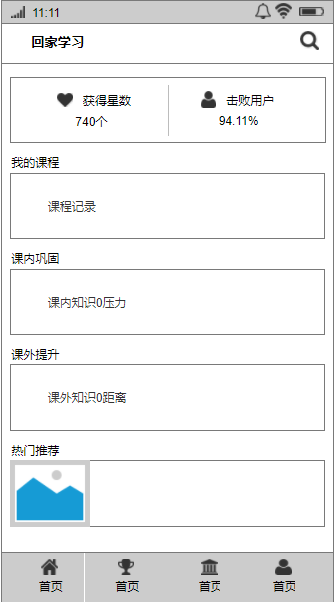 11:11
回家学习
获得星数 击败用户
740个 94.11%
我的课程
课程记录
课内巩固
课内知识0压力
课外提升
课外知识0距离
热门推荐
首页 首页 首页 首页